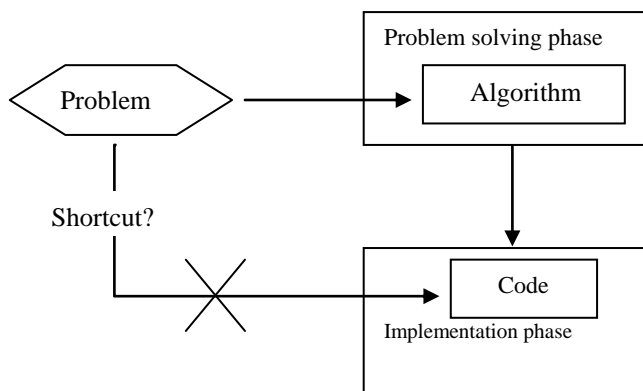 Problem solving phase
Problem
Algorithm
Shortcut?
Code
Implementation phase